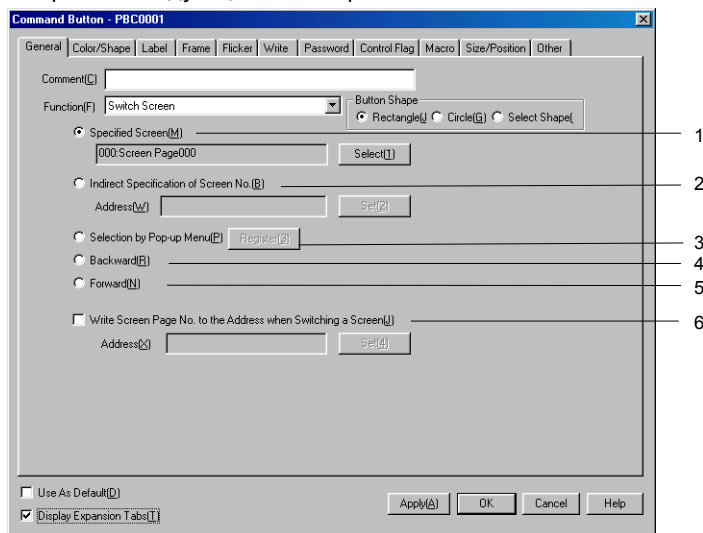 Command Button - PBC0001
General Color/Shape Label Frame Flicker Write Password Control Flag Macro Size/Position Other
Comment(C)
Function(F) Switch Screen
Button Shape
Rectangle(J Circle(G) Select Shape(
Specified Screen(M) 1
000:Screen Page000 Select(1)
Indirect Specification of Screen No.(B) 2
Address(W) Set(2)
Selection by Pop-up Menu(P) Register(3) 3
Backward(R) 4
Forward(N) 5
Write Screen Page No. to the Address when Switching a Screen(J) 6
Address(X) Set(4)
Use As Default(D)
Display Expansion Tabs(T)
Apply(A) OK Cancel Help